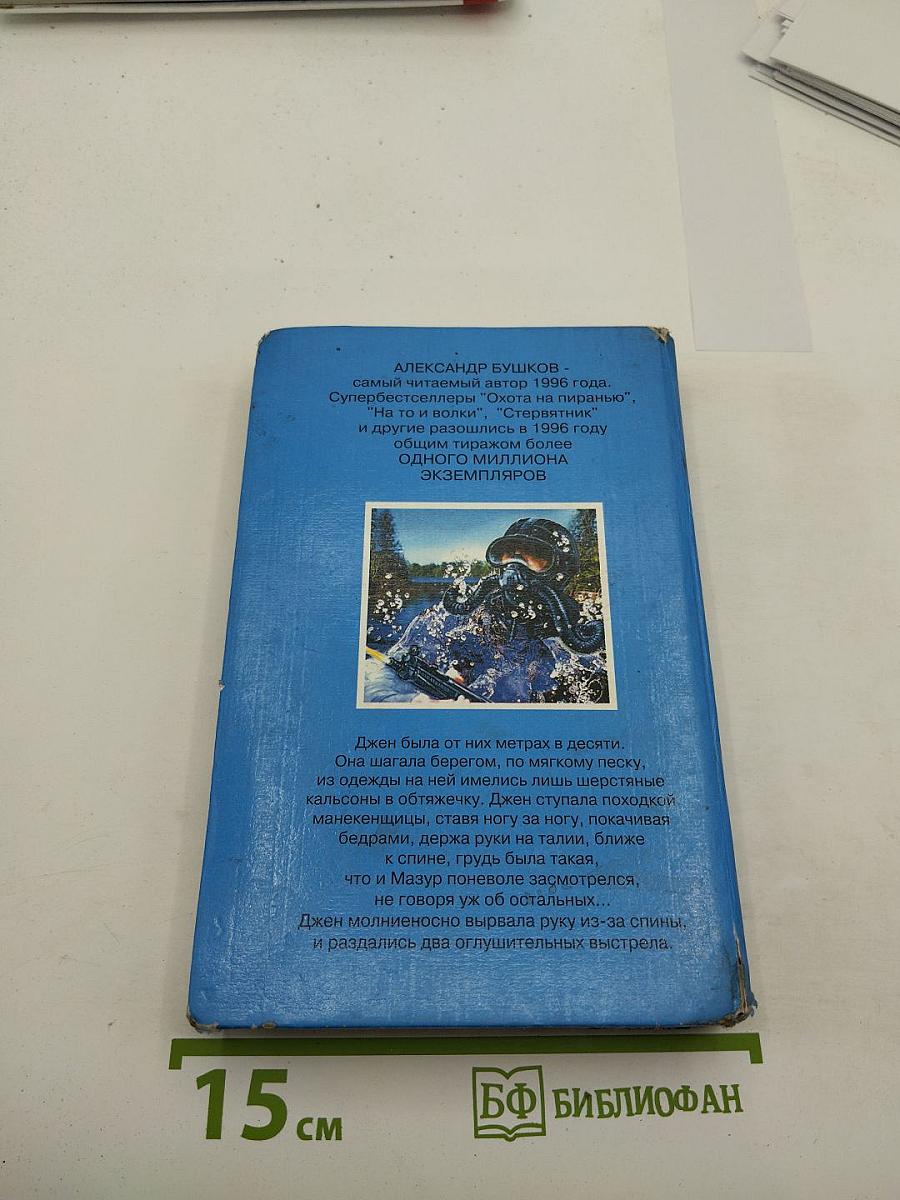 АЛЕКСАНДР БУШКОВ -
самый читаемый автор 1996 года.
Супербестселлеры "Охота на пиранью",
"На то и волки", "Стервятник"
и другие разошлись в 1996 году
общим тиражом более
ОДНОГО МИЛЛИОНА
ЭКЗЕМПЛЯРОВ
Джен была от них метрах в десяти.
Она шагала берегом, по мягкому песку,
из одежды на ней имелись лишь шерстяные
кальсоны в обтяжечку. Джен ступала походкой
манекенщицы, ставя ногу за ногу, покачивая
бедрами, держа руки на талии, ближе
к спине, грудь была такая,
что и Мазур поневоле засмотрелся,
не говоря уж об остальных...
Джен молниеносно вырвала руку из-за спины,
и раздались два оглушительных выстрела.
15 см
БФ БИБЛИОФАН